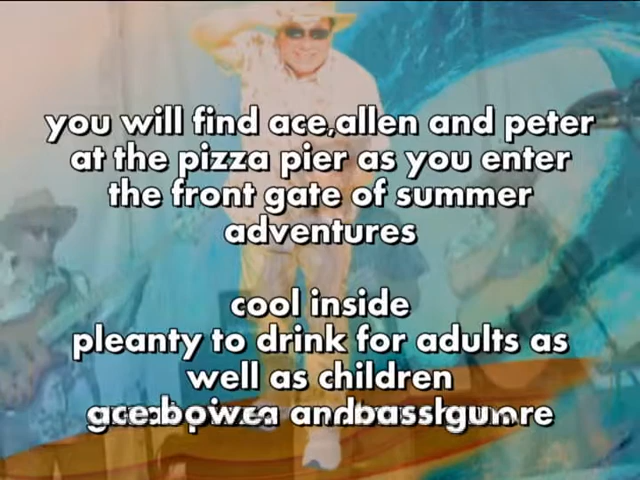 you will find ace,allen and peter
at the pizza pier as you enter
the front gate of summer
adventures
cool inside
pleanty to drink for adults as
well as children